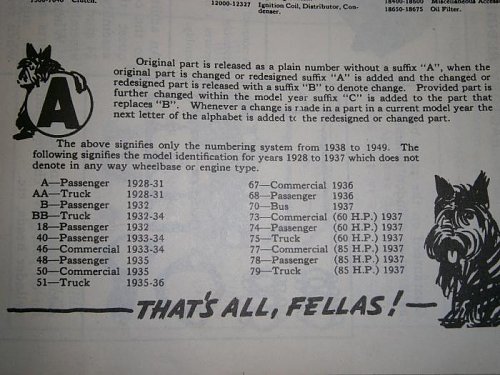 Clutch.
12000-12327 Ignition Coil, Distributor, Con-
denser.
18400-18600 Miscellaneous
18650-18675 Oil Filter.
A
Original part is released as a plain number without a suffix "A", when the
original part is changed or redesigned suffix "A" is added and the changed or
redesigned part is released with a suffix "B" to denote change. Provided part is
further changed within the model year suffix "C" is added to the part that
replaces "B". Whenever a change is made in a part in a current model year the
next letter of the alphabet is added to the redesigned or changed part.
The above signifies only the numbering system from 1938 to 1949. The
following signifies the model identification for years 1928 to 1937 which does not
denote in any way wheelbase or engine type.
A—Passenger 1928-31
AA—Truck 1928-31
B—Passenger 1932
BB—Truck 1932-34
18—Passenger 1932
40—Passenger 1933-34
46—Commercial 1933-34
48—Passenger 1935
50—Commercial 1935
51—Truck 1935-36
67—Commercial 1936
68—Passenger 1936
70—Bus 1937
73—Commercial (60 H.P.) 1937
74—Passenger (60 H.P.) 1937
75—Truck (60 H.P.) 1937
77—Commercial (85 H.P.) 1937
78—Passenger (85 H.P.) 1937
79—Truck (85 H.P.) 1937
THAT'S ALL, FELLAS!